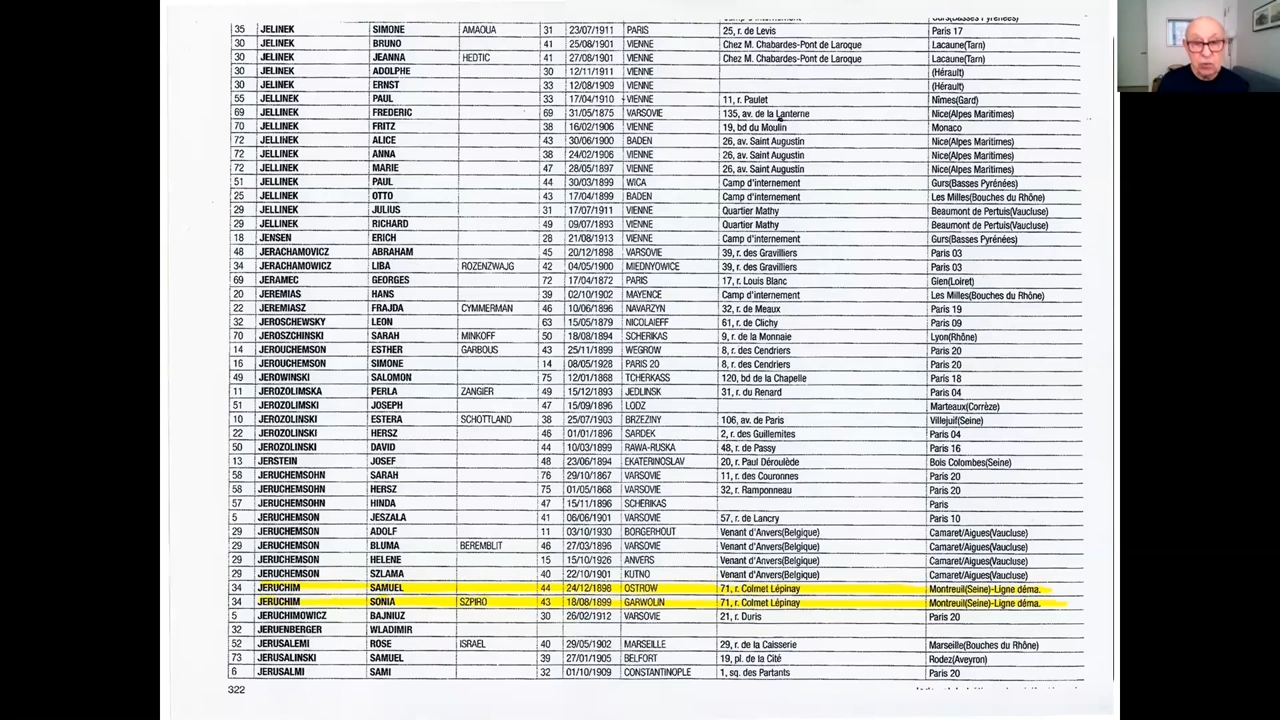 35 JELINEK SIMONE AMAOUA 31 23/07/1911 PARIS 25, r. de Levis Paris 17
30 JELINEK BRUNO 41 25/08/1901 VIENNE Chez M. Chabardes-Pont de Laroque Lacaune(Tarn)
30 JELINEK JEANNA HEDTIC 41 27/08/1901 VIENNE Chez M. Chabardes-Pont de Laroque Lacaune(Tarn)
30 JELINEK ADOLPHE 30 12/11/1911 VIENNE (Hérault)
30 JELINEK ERNST 33 12/08/1909 VIENNE (Hérault)
55 JELLINEK PAUL 33 17/04/1910 VIENNE 11, r. Paulet Nîmes(Gard)
69 JELLINEK FREDERIC 69 31/05/1875 VARSOVIE 135, av. de la Lanterne Nice(Alpes Maritimes)
70 JELLINEK FRITZ 38 16/02/1906 VIENNE 19, bd du Moulin Monaco
72 JELLINEK ALICE 43 30/06/1900 BADEN 26, av. Saint Augustin Nice(Alpes Maritimes)
72 JELLINEK ANNA 38 24/02/1906 VIENNE 26, av. Saint Augustin Nice(Alpes Maritimes)
72 JELLINEK MARIE 47 28/05/1897 VIENNE 26, av. Saint Augustin Nice(Alpes Maritimes)
51 JELLINEK PAUL 44 30/03/1899 WICA Camp d'internement Gurs(Basses Pyrénées)
25 JELLINEK OTTO 43 17/04/1899 BADEN Camp d'internement Les Milles(Bouches du Rhône)
29 JELLINEK JULIUS 31 17/07/1911 VIENNE Quartier Mathy Beaumont de Pertuis(Vaucluse)
29 JELLINEK RICHARD 49 09/07/1893 VIENNE Quartier Mathy Beaumont de Pertuis(Vaucluse)
18 JENSEN ERICH 28 21/08/1913 VIENNE Camp d'internement Gurs(Basses Pyrénées)
48 JERACHAMOVICZ ABRAHAM 45 20/12/1898 VARSOVIE 39, r. des Gravilliers Paris 03
34 JERACHAMOWICZ LIBA ROZENZWAJG 42 04/05/1900 MIEDNYOWICE 39, r. des Gravilliers Paris 03
69 JERAMEC GEORGES 72 17/04/1872 PARIS 17, r. Louis Blanc Gien(Loiret)
20 JEREMIAS HANS 39 02/10/1902 MAYENCE Camp d'internement Les Milles(Bouches du Rhône)
22 JEREMIASZ FRAJDA CYMMERMAN 46 10/06/1896 NAVARZYN 32, r. de Meaux Paris 19
32 JEROSCHEWSKY LEON 63 15/05/1879 NICOLAIEFF 61, r. de Clichy Paris 09
70 JEROSZCHINSKI SARAH MINKOFF 50 18/08/1894 SCHERIKAS 9, r. de la Monnaie Lyon(Rhône)
14 JEROUCHEMSON ESTHER GARBOUS 43 25/11/1899 WEGROW 8, r. des Cendriers Paris 20
16 JEROUCHEMSON SIMONE 14 08/05/1928 PARIS 20 8, r. des Cendriers Paris 20
49 JEROWINSKI SALOMON 75 12/01/1868 TCHERKASS 120, bd de la Chapelle Paris 18
11 JEROZOLIMSKA PERLA ZANGIER 49 15/12/1893 JEDLINSK 31, r. du Renard Paris 04
51 JEROZOLIMSKI JOSEPH 47 15/09/1896 LODZ Marteaux(Corrèze)
10 JEROZOLINSKI ESTERA SCHOTTLAND 38 25/07/1903 BRZEZINY 106, av. de Paris Villejuif(Seine)
22 JEROZOLINSKI HERSZ 46 01/01/1896 SARDEK 2, r. des Guillemites Paris 04
50 JEROZOLINSKI DAVID 44 10/03/1899 RAWA-RUSKA 48, r. de Passy Paris 16
13 JERSTEIN JOSEF 48 23/06/1894 EKATERINOSLAV 20, r. Paul Déroulède Bois Colombes(Seine)
58 JERUCHEMSOHN SARAH 76 29/10/1867 VARSOVIE 11, r. des Couronnes Paris 20
58 JERUCHEMSOHN HERSZ 75 01/05/1868 VARSOVIE 32, r. Ramponneau Paris 20
57 JERUCHEMSOHN HINDA 47 15/11/1896 SCHERIKAS Paris
5 JERUCHEMSON JESZALA 41 06/06/1901 VARSOVIE 57, r. de Lancry Paris 10
29 JERUCHEMSON ADOLF 11 03/10/1930 BORGERHOUT Venant d'Anvers(Belgique) Camaret/Aigues(Vaucluse)
29 JERUCHEMSON BLUMA BEREMBLIT 46 27/03/1896 VARSOVIE Venant d'Anvers(Belgique) Camaret/Aigues(Vaucluse)
29 JERUCHEMSON HELENE 15 15/10/1926 ANVERS Venant d'Anvers(Belgique) Camaret/Aigues(Vaucluse)
29 JERUCHEMSON SZLAMA 40 22/10/1901 KUTNO Venant d'Anvers(Belgique) Camaret/Aigues(Vaucluse)
34 JERUCHIM SAMUEL 44 24/12/1898 OSTROW 71, r. Colmet Lépinay Montreuil(Seine)-Ligne déma.
34 JERUCHIM SONIA SZPIRO 43 18/08/1899 GARWOLIN 71, r. Colmet Lépinay Montreuil(Seine)-Ligne déma.
5 JERUCHIMOWICZ BAJNIUZ 30 26/02/1912 VARSOVIE 21, r. Duris Paris 20
32 JERUENBERGER WLADIMIR
52 JERUSALEMI ROSE ISRAEL 40 29/05/1902 MARSEILLE 29, r. de la Caisserie Marseille(Bouches du Rhône)
73 JERUSALINSKI SAMUEL 39 27/01/1905 BELFORT 19, pl. de la Cité Rodez(Aveyron)
6 JERUSALMI SAMI 32 01/10/1909 CONSTANTINOPLE 1, sq. des Partants Paris 20
322